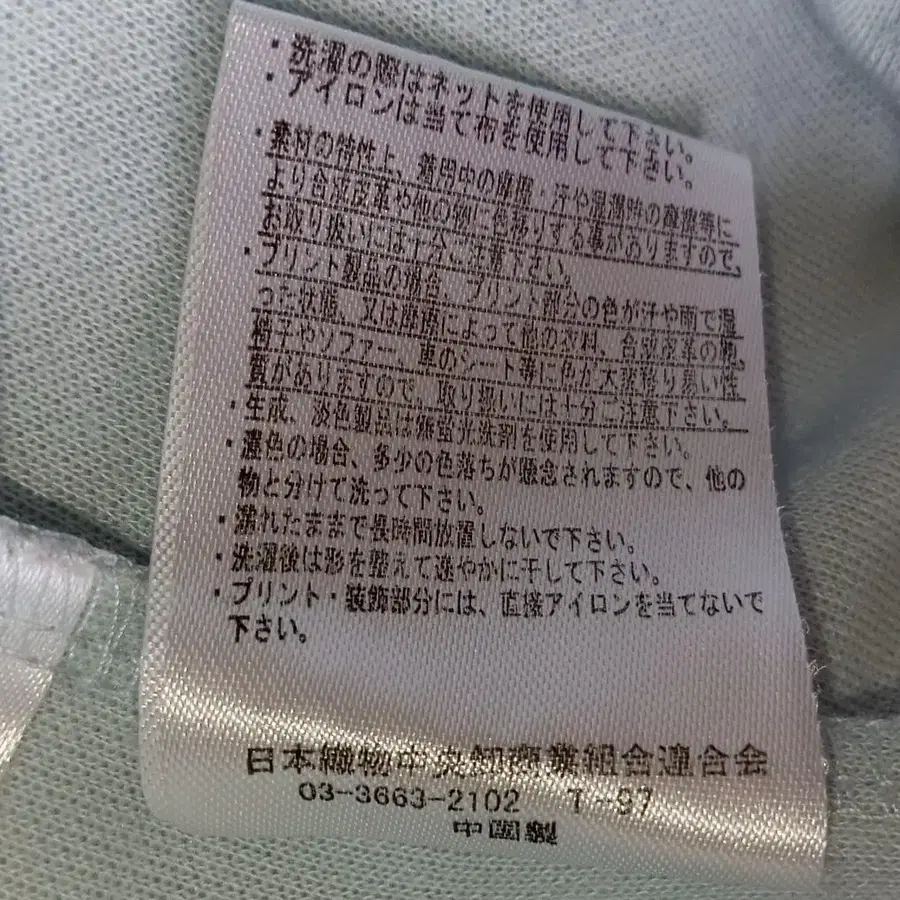 ・洗濯の際はネットを使用して下さい。
・アイロンは当て布を使用して下さい。
・素材の特性上、着用中の摩擦・汗や湿潤時の摩擦等に
より合成皮革や他の物に色移りする事がありますので、
お取り扱いには十分ご注意下さい。
・プリント製品の場合、プリント部分の色が汗や雨で湿
った状態、又は摩擦によって他の衣料、合成皮革の鞄、
椅子やソファー、車のシート等に色が大変移り易い性
質がありますので、取り扱いには十分ご注意下さい。
・生成、淡色製品は無蛍光洗剤を使用して下さい。
・濃色の場合、多少の色落ちが懸念されますので、他の
物と分けて洗って下さい。
・濡れたままで長時間放置しないで下さい。
・洗濯後は形を整えて速やかに干して下さい。
・プリント・装飾部分には、直接アイロンを当てないで
下さい。
日本織物中央卸商業組合連合会
03-3663-2102 T-97
中国製